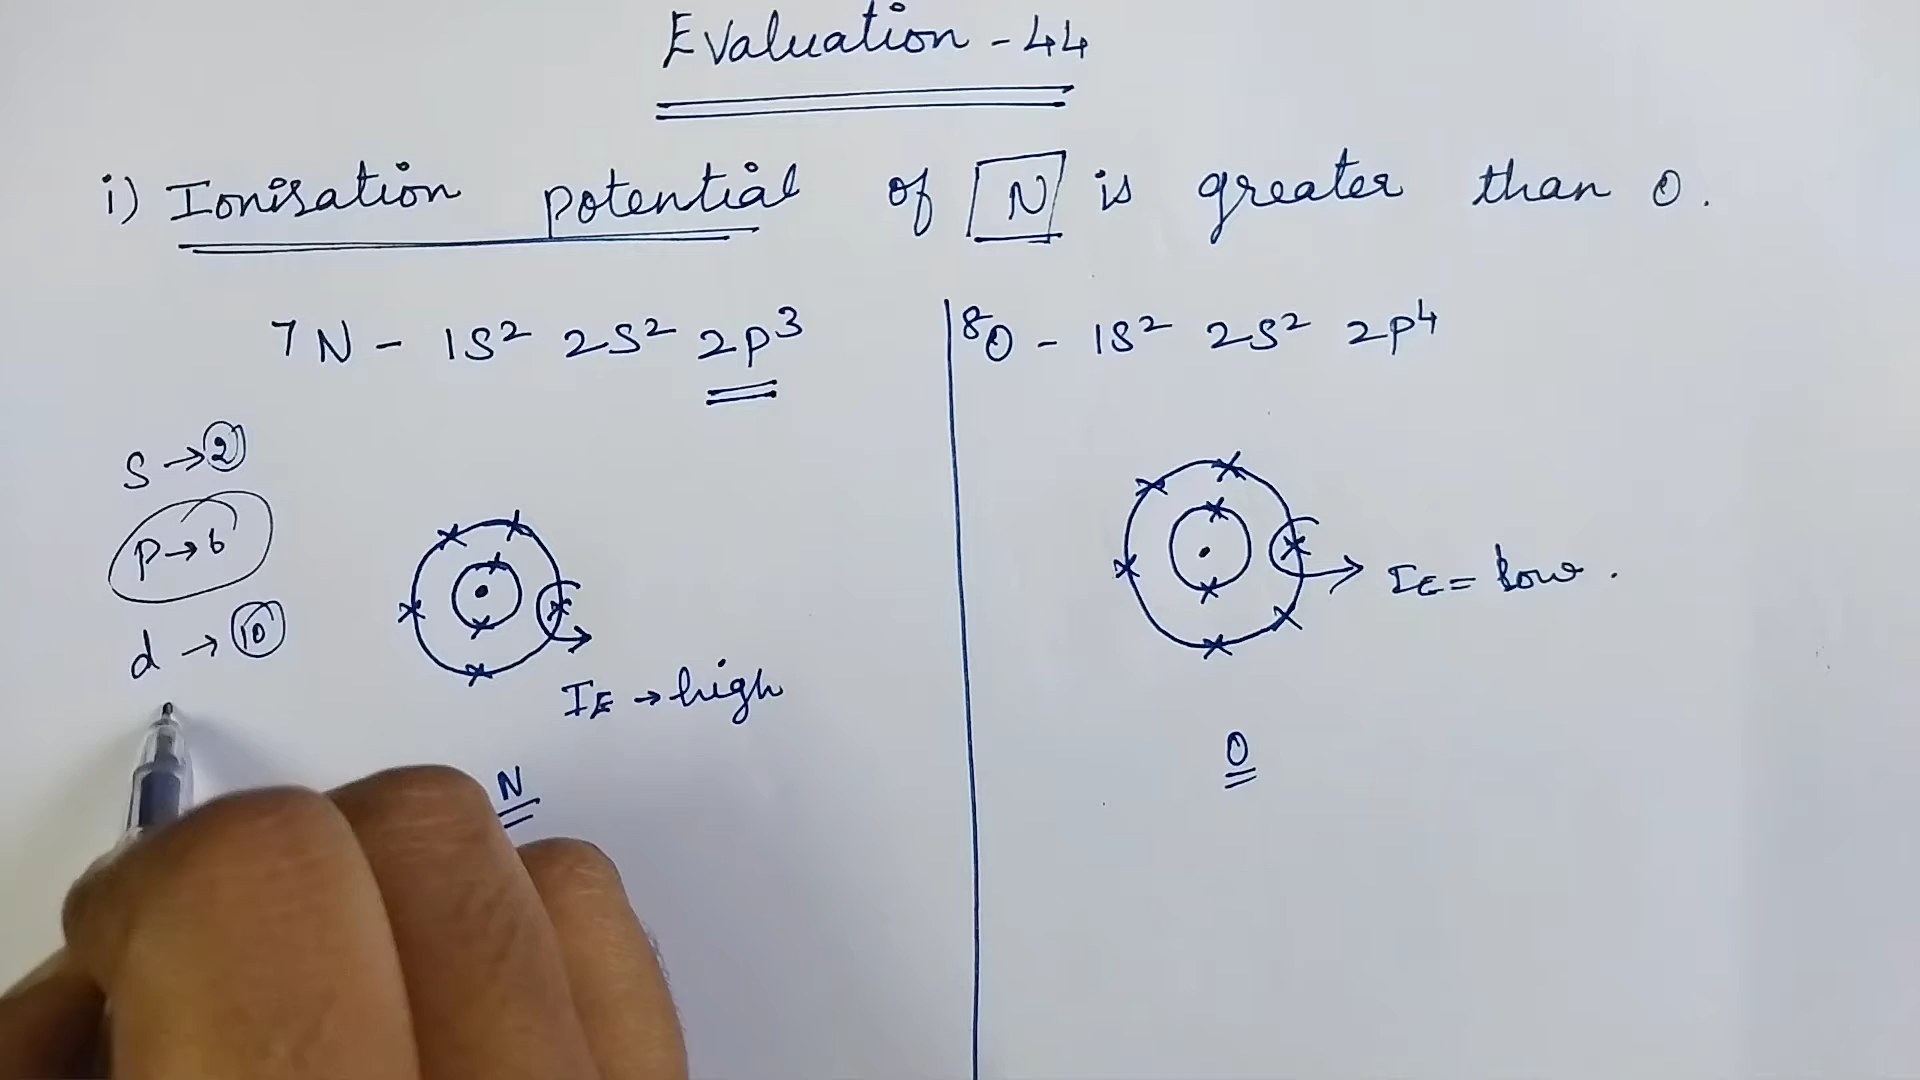 Evaluation - 44
i) Ionisation potential of N is greater than O.
7 N - 1S² 2S² 2P³
8O - 1S² 2S² 2P⁴
S → 2
P → 6
d → 10
IE → high
IE = low.
N
O